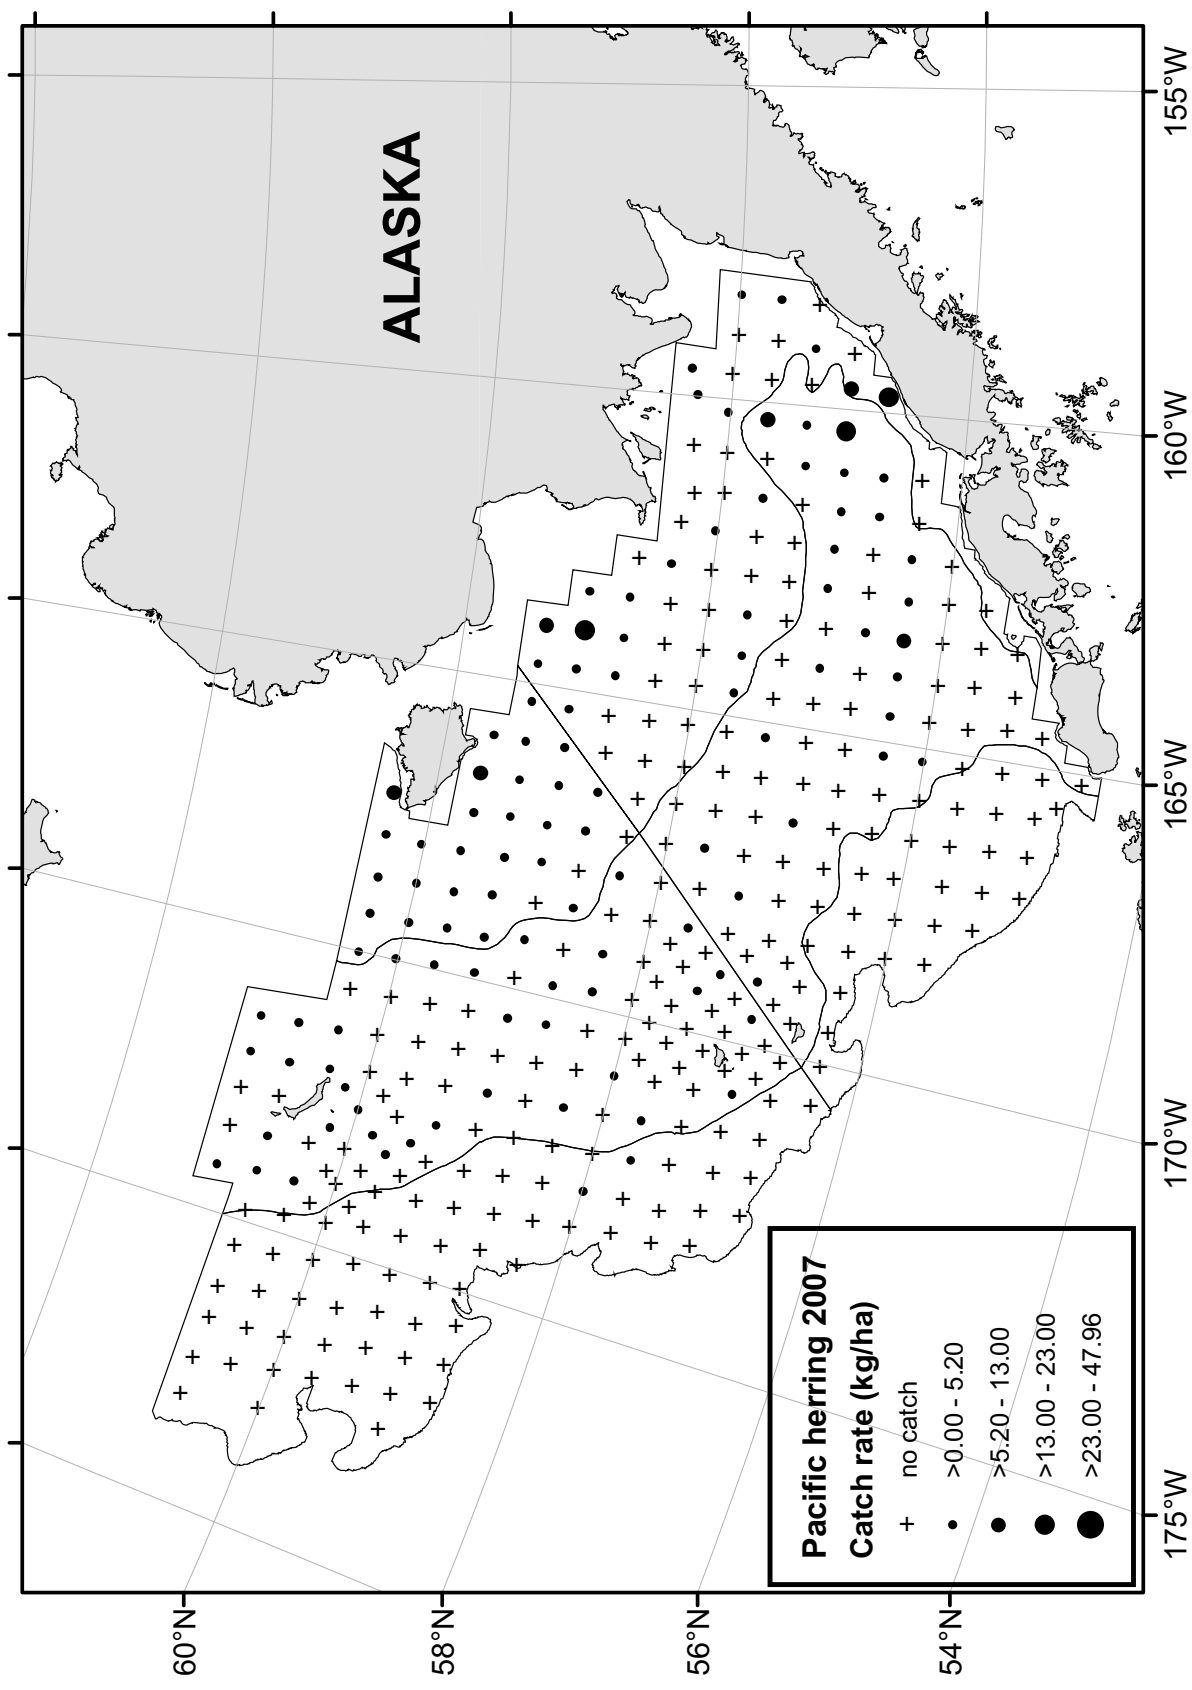 ALASKA
60°N
58°N
56°N
54°N
175°W
170°W
165°W
160°W
155°W
Pacific herring 2007
Catch rate (kg/ha)
no catch
>0.00 - 5.20
>5.20 - 13.00
>13.00 - 23.00
>23.00 - 47.96